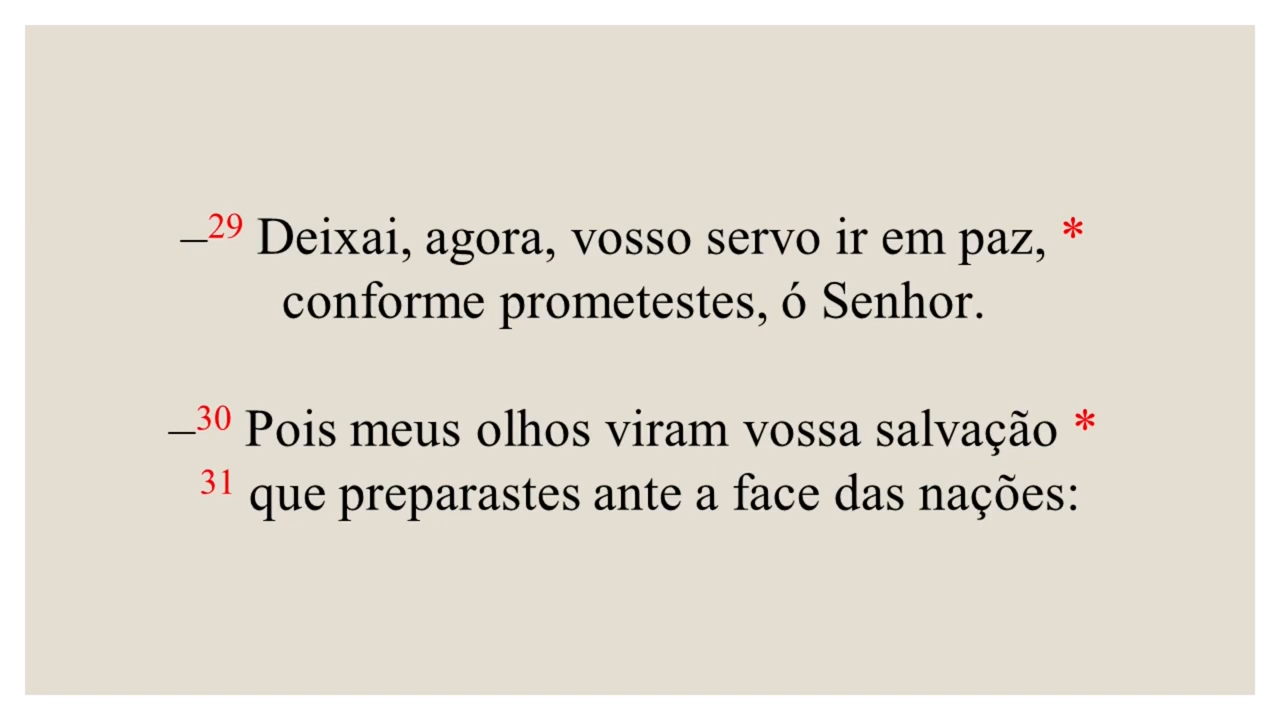 –29 Deixai, agora, vosso servo ir em paz, *
conforme prometestes, ó Senhor.
–30 Pois meus olhos viram vossa salvação *
31 que preparastes ante a face das nações: